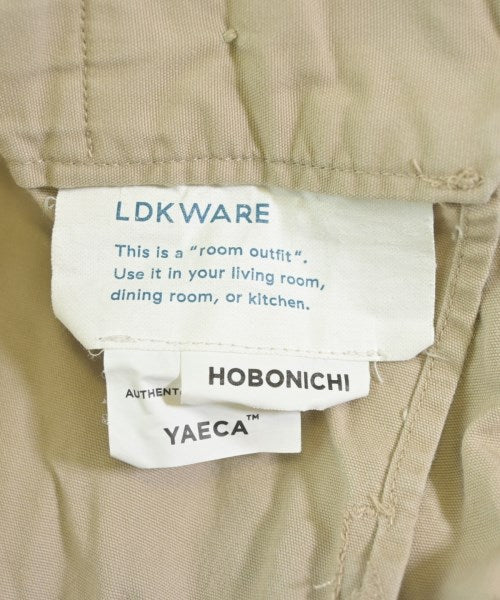 LDKWARE
This is a "room outfit".
Use it in your living room,
dining room, or kitchen.
HOBONICHI
YAECA™